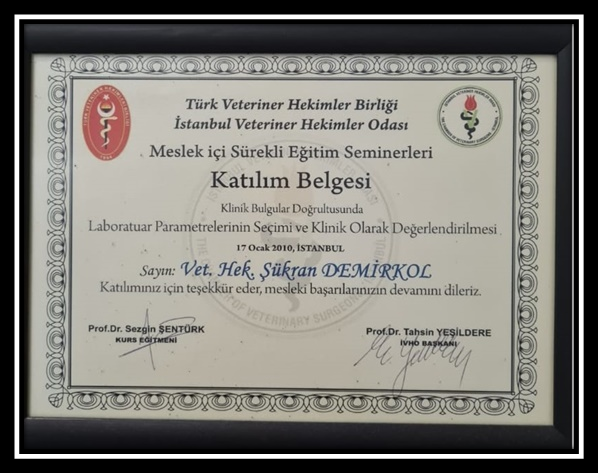 Türk Veteriner Hekimler Birliği
İstanbul Veteriner Hekimler Odası
Meslek içi Sürekli Eğitim Seminerleri
Katılım Belgesi
Klinik Bulgular Doğrultusunda
Laboratuar Parametrelerinin Seçimi ve Klinik Olarak Değerlendirilmesi
17 Ocak 2010, İSTANBUL
Sayın: Vet. Hek. Şükran DEMİRKOL
Katılımınız için teşekkür eder, mesleki başarılarınızın devamını dileriz.
Prof.Dr. Sezgin ŞENTÜRK
KURS EĞİTMENİ
Prof.Dr. Tahsin YEŞİLDERE
İVHO BAŞKANI